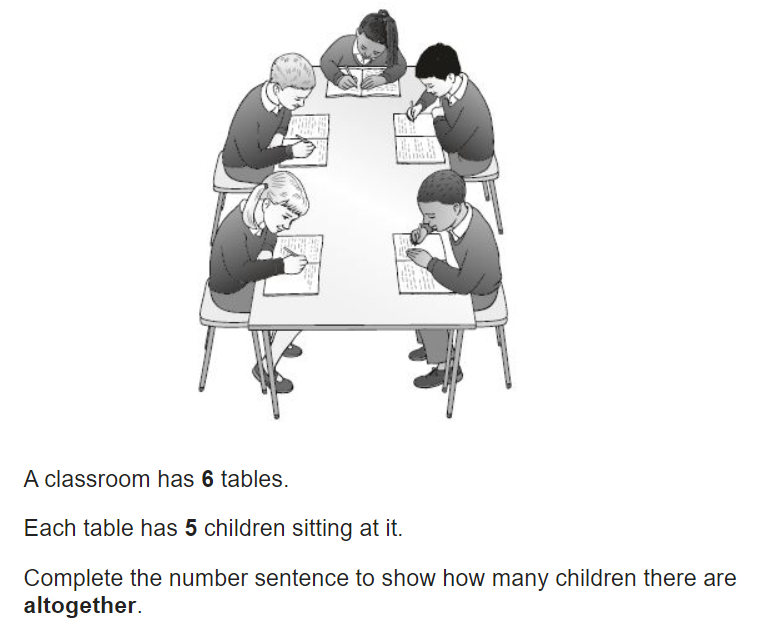 A classroom has 6 tables.
Each table has 5 children sitting at it.
Complete the number sentence to show how many children there are
altogether.